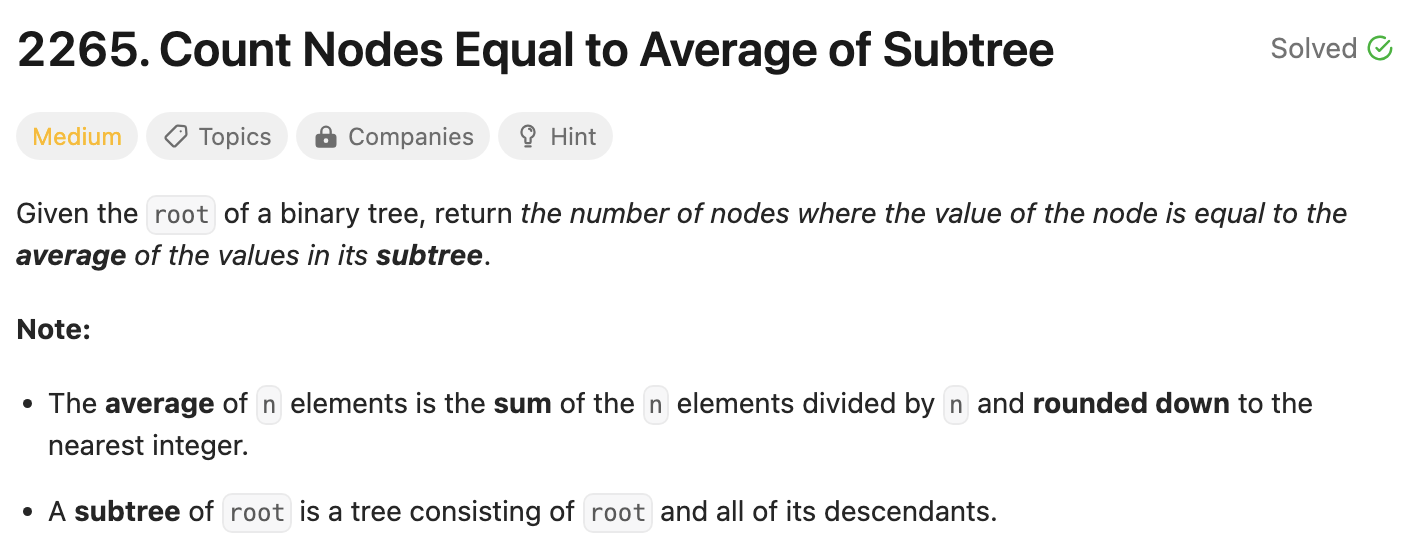 2265. Count Nodes Equal to Average of Subtree
Solved
Medium
Topics
Companies
Hint
Given the root of a binary tree, return the number of nodes where the value of the node is equal to the
average of the values in its subtree.
Note:
• The average of n elements is the sum of the n elements divided by n and rounded down to the
nearest integer.
• A subtree of root is a tree consisting of root and all of its descendants.